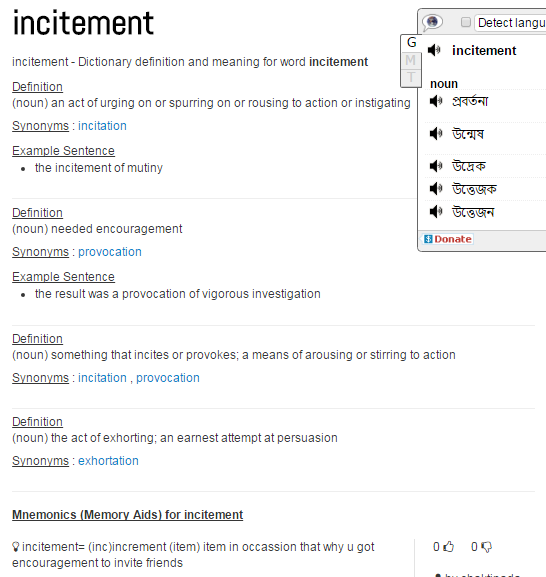 incitement
incitement - Dictionary definition and meaning for word incitement
Definition
(noun) an act of urging on or spurring on or rousing to action or instigating
Synonyms : incitation
Example Sentence
the incitement of mutiny
Definition
(noun) needed encouragement
Synonyms : provocation
Example Sentence
the result was a provocation of vigorous investigation
Definition
(noun) something that incites or provokes; a means of arousing or stirring to action
Synonyms : incitation , provocation
Definition
(noun) the act of exhorting; an earnest attempt at persuasion
Synonyms : exhortation
Mnemonics (Memory Aids) for incitement
incitement= (inc)increment (item) item in occassion that why u got
encouragement to invite friends
0 0
Detect langu
G
M
T
incitement
noun
প্রবর্তনা
উন্মেষ
উদ্রেক
উত্তেজক
উত্তেজন
Donate